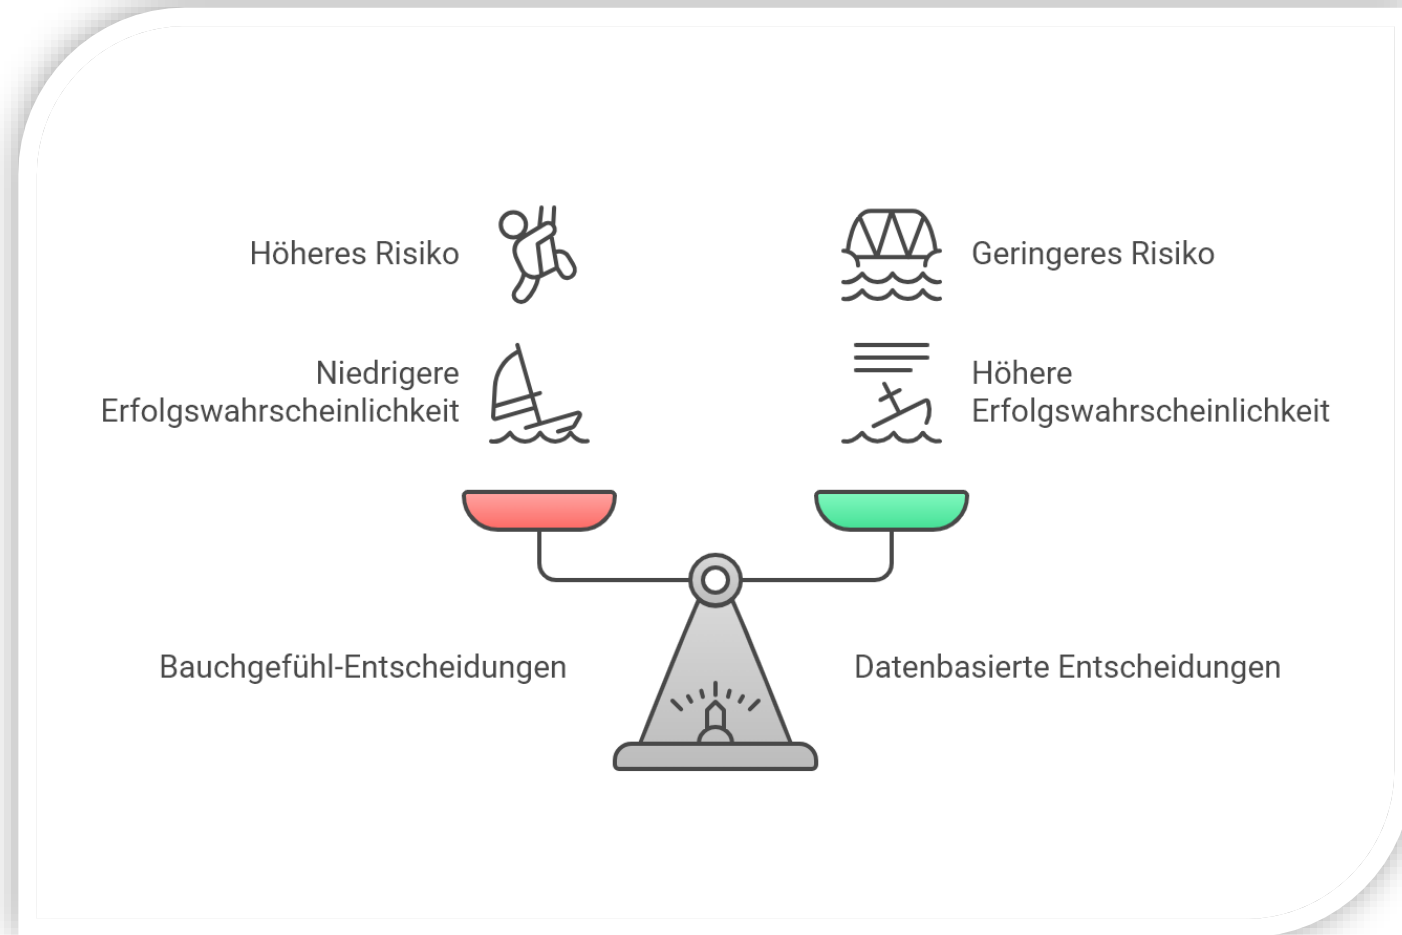 Höheres Risiko
Geringeres Risiko
Niedrigere
Erfolgswahrscheinlichkeit
Höhere
Erfolgswahrscheinlichkeit
Bauchgefühl-Entscheidungen
Datenbasierte Entscheidungen